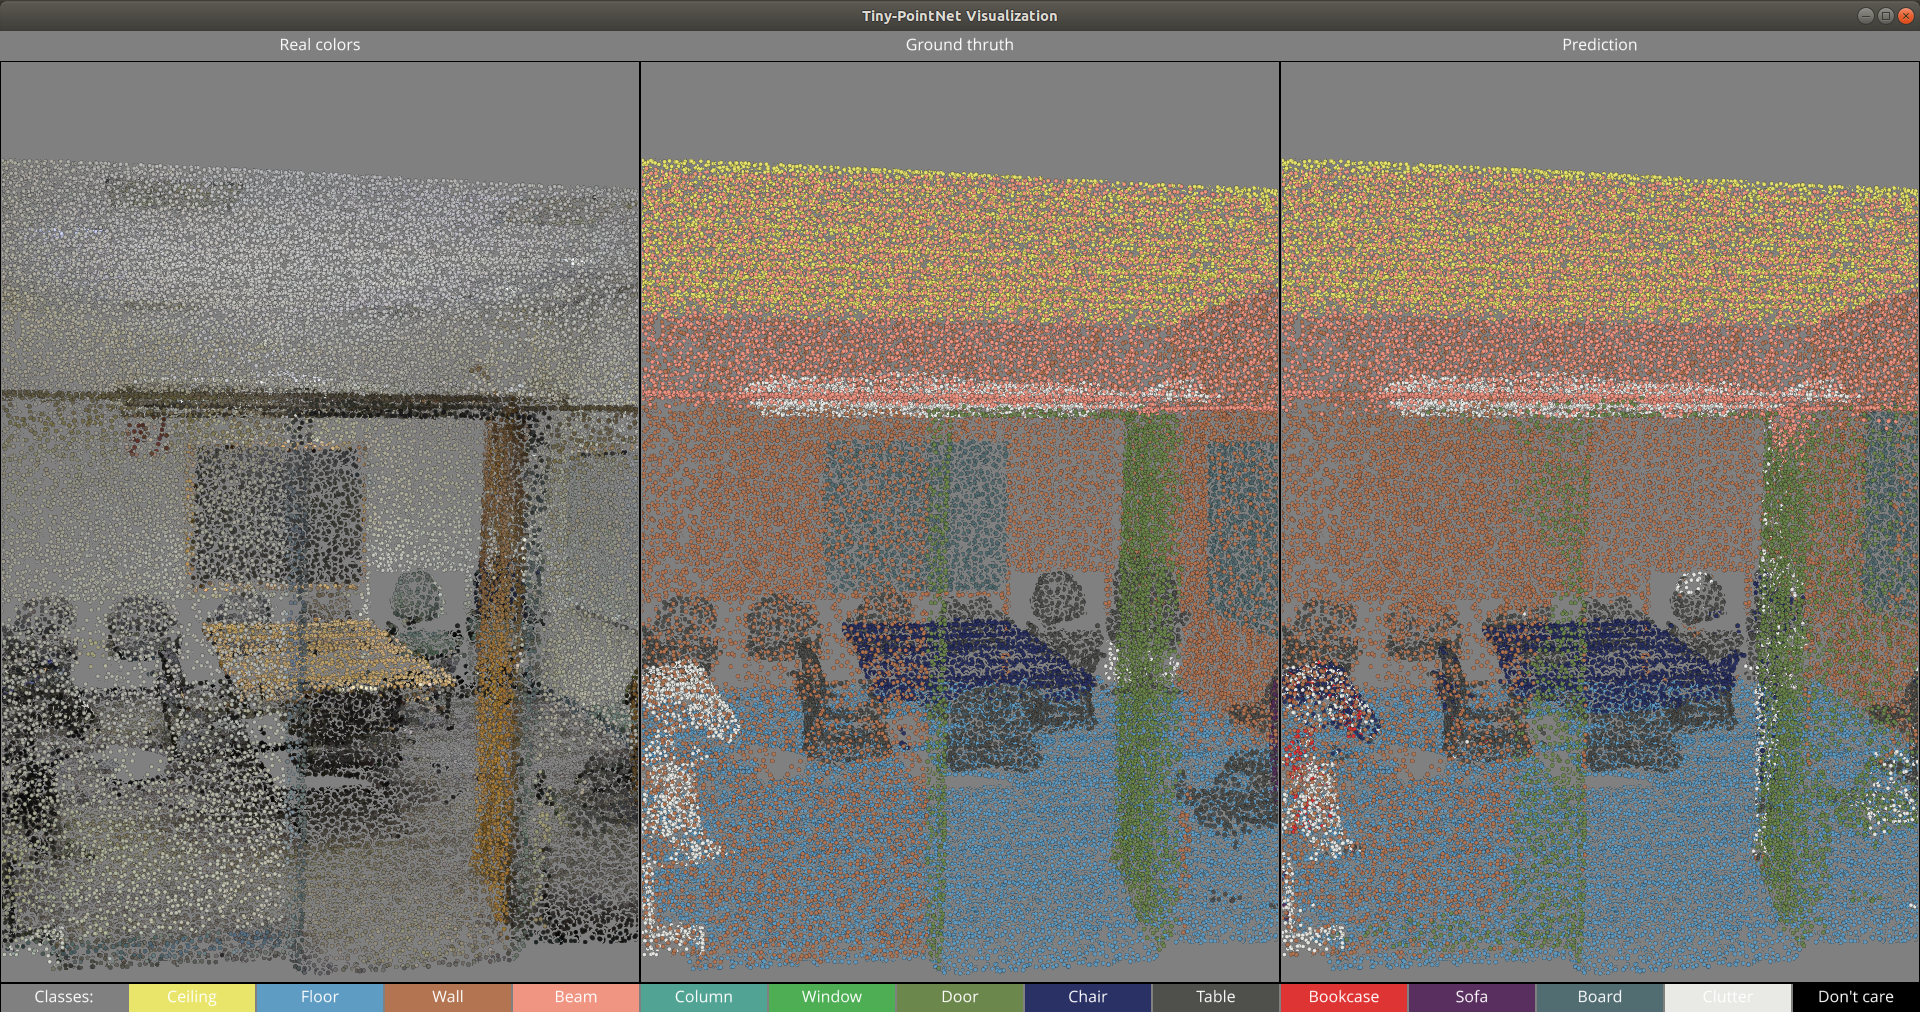 Tiny-PointNet Visualization
Real colors
Ground thruth
Prediction
Classes: Ceiling Floor Wall Beam Column Window Door Chair Table Bookcase Sofa Board Clutter Don't care